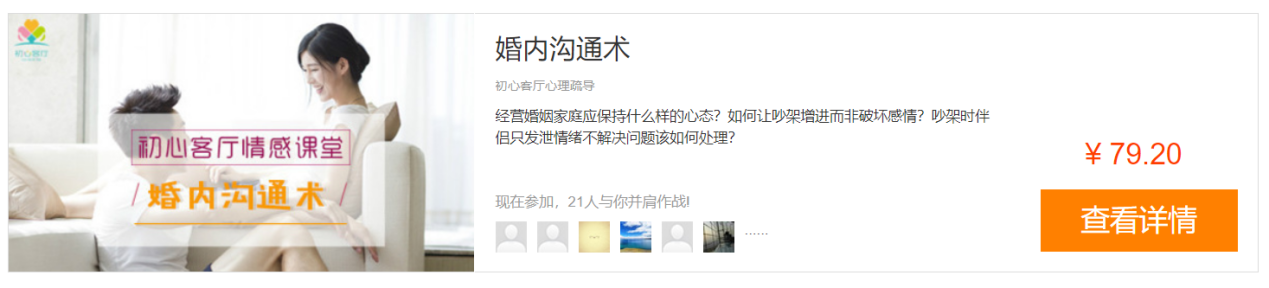 初心客厅
初心客厅情感课堂
婚内沟通术
婚内沟通术
初心客厅心理疏导
经营婚姻家庭应保持什么样的心态？如何让吵架增进而非破坏感情？吵架时伴
侣只发泄情绪不解决问题该如何处理？
现在参加，21人与你并肩作战!
······
¥ 79.20
查看详情